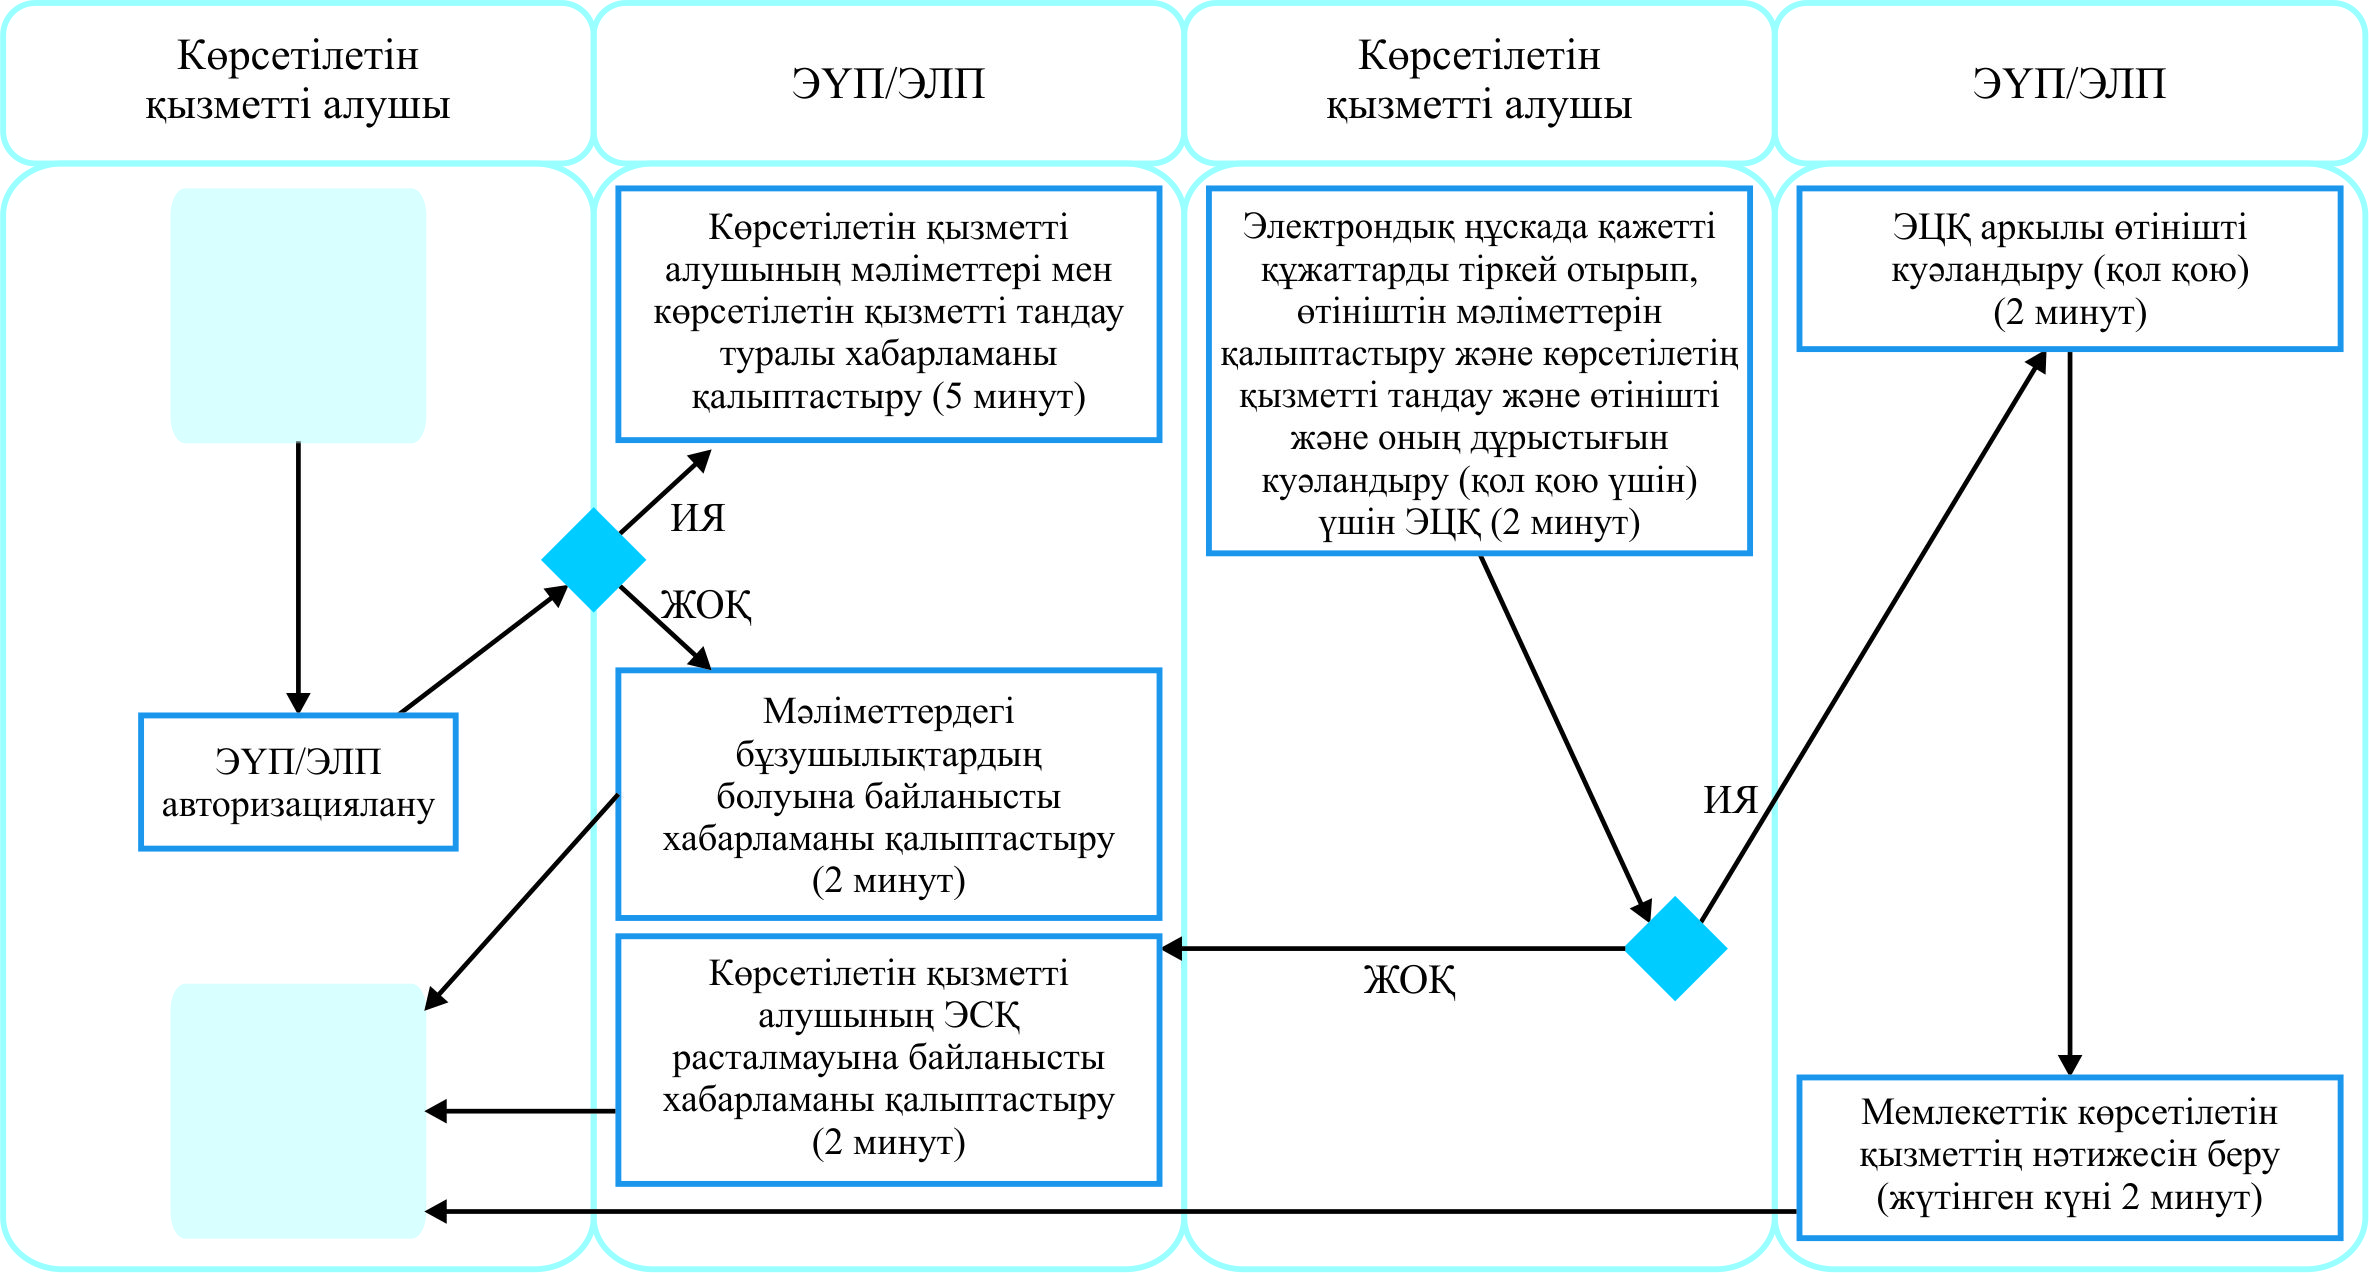 Көрсетілетін
қызметті алушы
ЭҮП/ЭЛП
Көрсетілетін
қызметті алушы
ЭҮП/ЭЛП
ЭҮП/ЭЛП
авторизациялану
Көрсетілетін қызметті
алушының мәліметтері мен
көрсетілетін қызметті тандау
туралы хабарламаны
қалыптастыру (5 минут)
ИЯ
ЖОҚ
Мәліметтердегі
бұзушылықтардың
болуына байланысты
хабарламаны қалыптастыру
(2 минут)
Көрсетілетін қызметті
алушының ЭСҚ
расталмауына байланысты
хабарламаны қалыптастыру
(2 минут)
Электрондық ңұскада қажетті
құжаттарды тіркей отырып,
өтініштін мәліметтерін
қалыптастыру және көрсетілетің
қызметті тандау және өтінішті
және оның дұрыстығын
куәландыру (қол қою үшін)
үшін ЭЦҚ (2 минут)
ИЯ
ЖОҚ
ЭЦҚ аркылы өтінішті
куәландыру (қол қою)
(2 минут)
Мемлекеттік көрсетілетін
қызметтің нәтижесін беру
(жүтінген күні 2 минут)